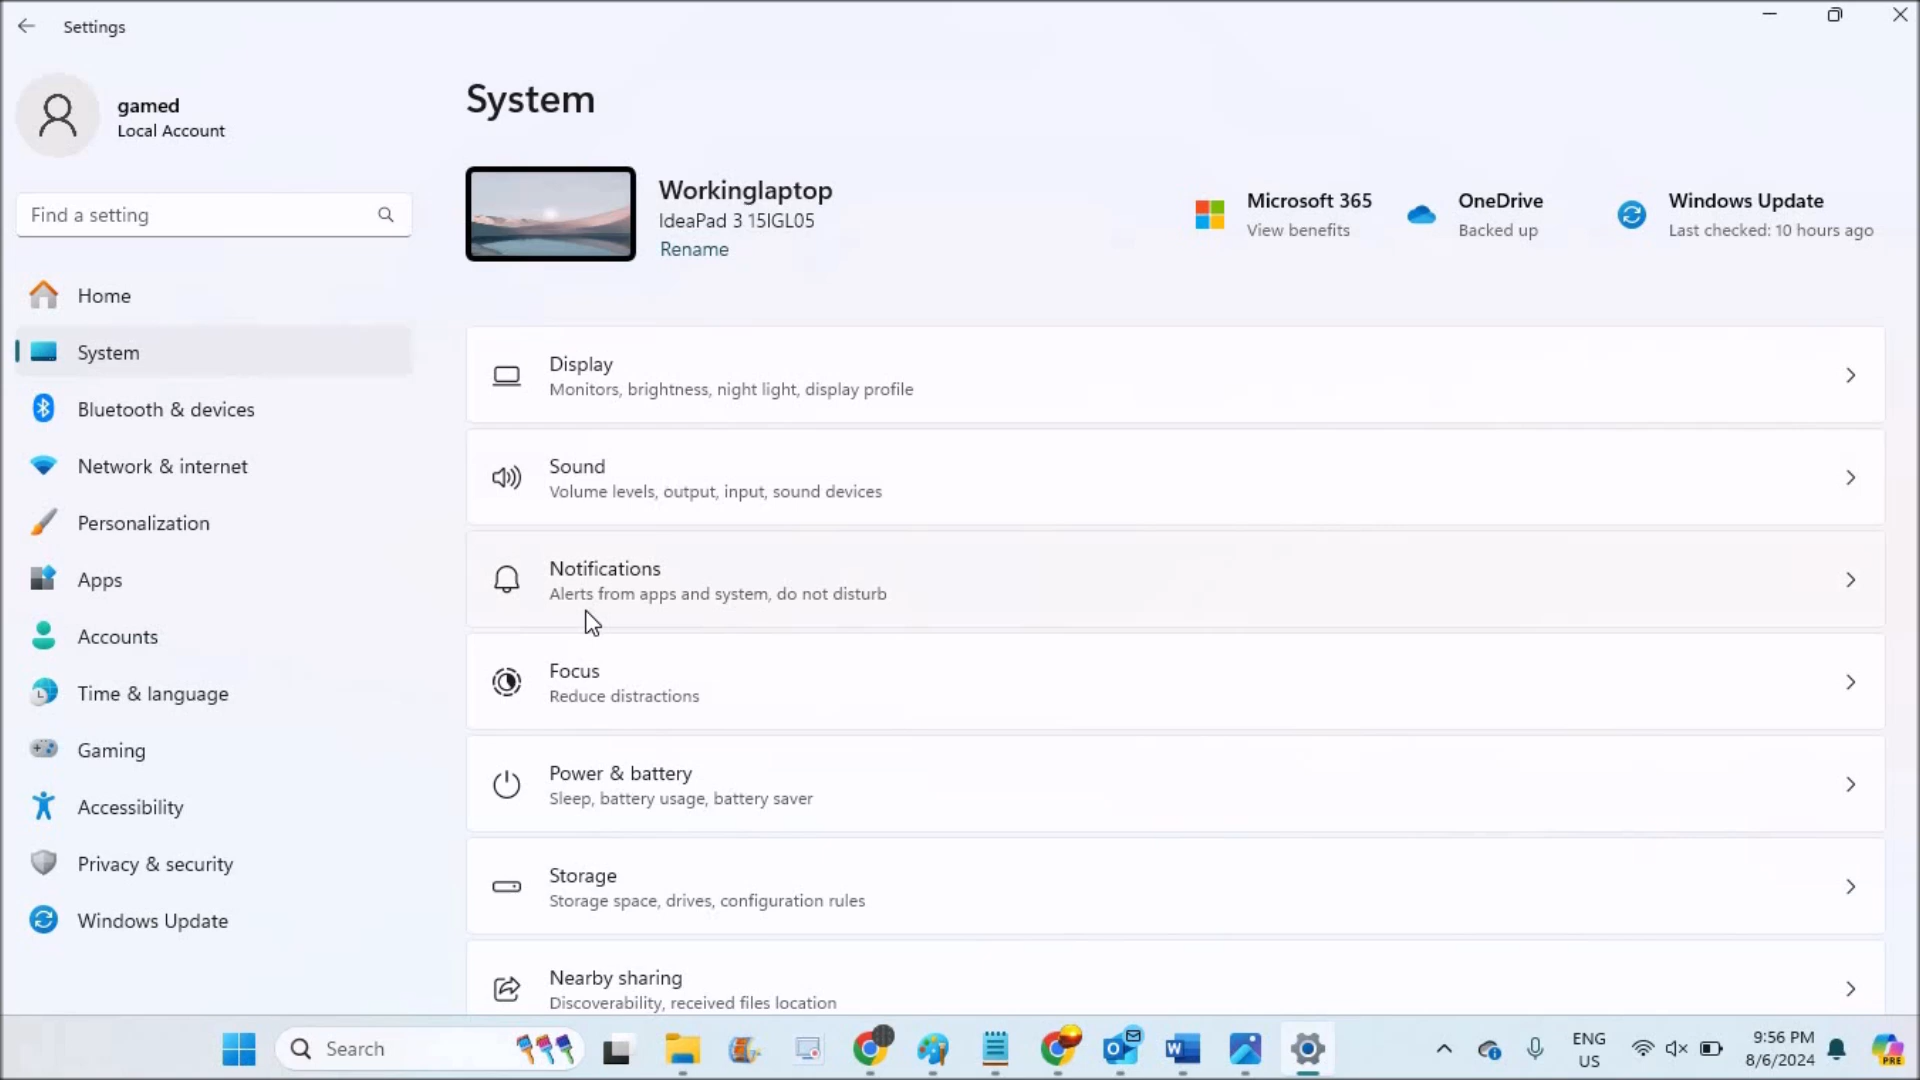 Settings
gamed
Local Account
Find a setting
Home
System
Bluetooth & devices
Network & internet
Personalization
Apps
Accounts
Time & language
Gaming
Accessibility
Privacy & security
Windows Update
System
Workinglaptop
IdeaPad 3 15IGL05
Rename
Microsoft 365
View benefits
OneDrive
Backed up
Windows Update
Last checked: 10 hours ago
Display
Monitors, brightness, night light, display profile
Sound
Volume levels, output, input, sound devices
Notifications
Alerts from apps and system, do not disturb
Focus
Reduce distractions
Power & battery
Sleep, battery usage, battery saver
Storage
Storage space, drives, configuration rules
Nearby sharing
Discoverability, received files location
Search
ENG
US
9:56 PM
8/6/2024
PRE